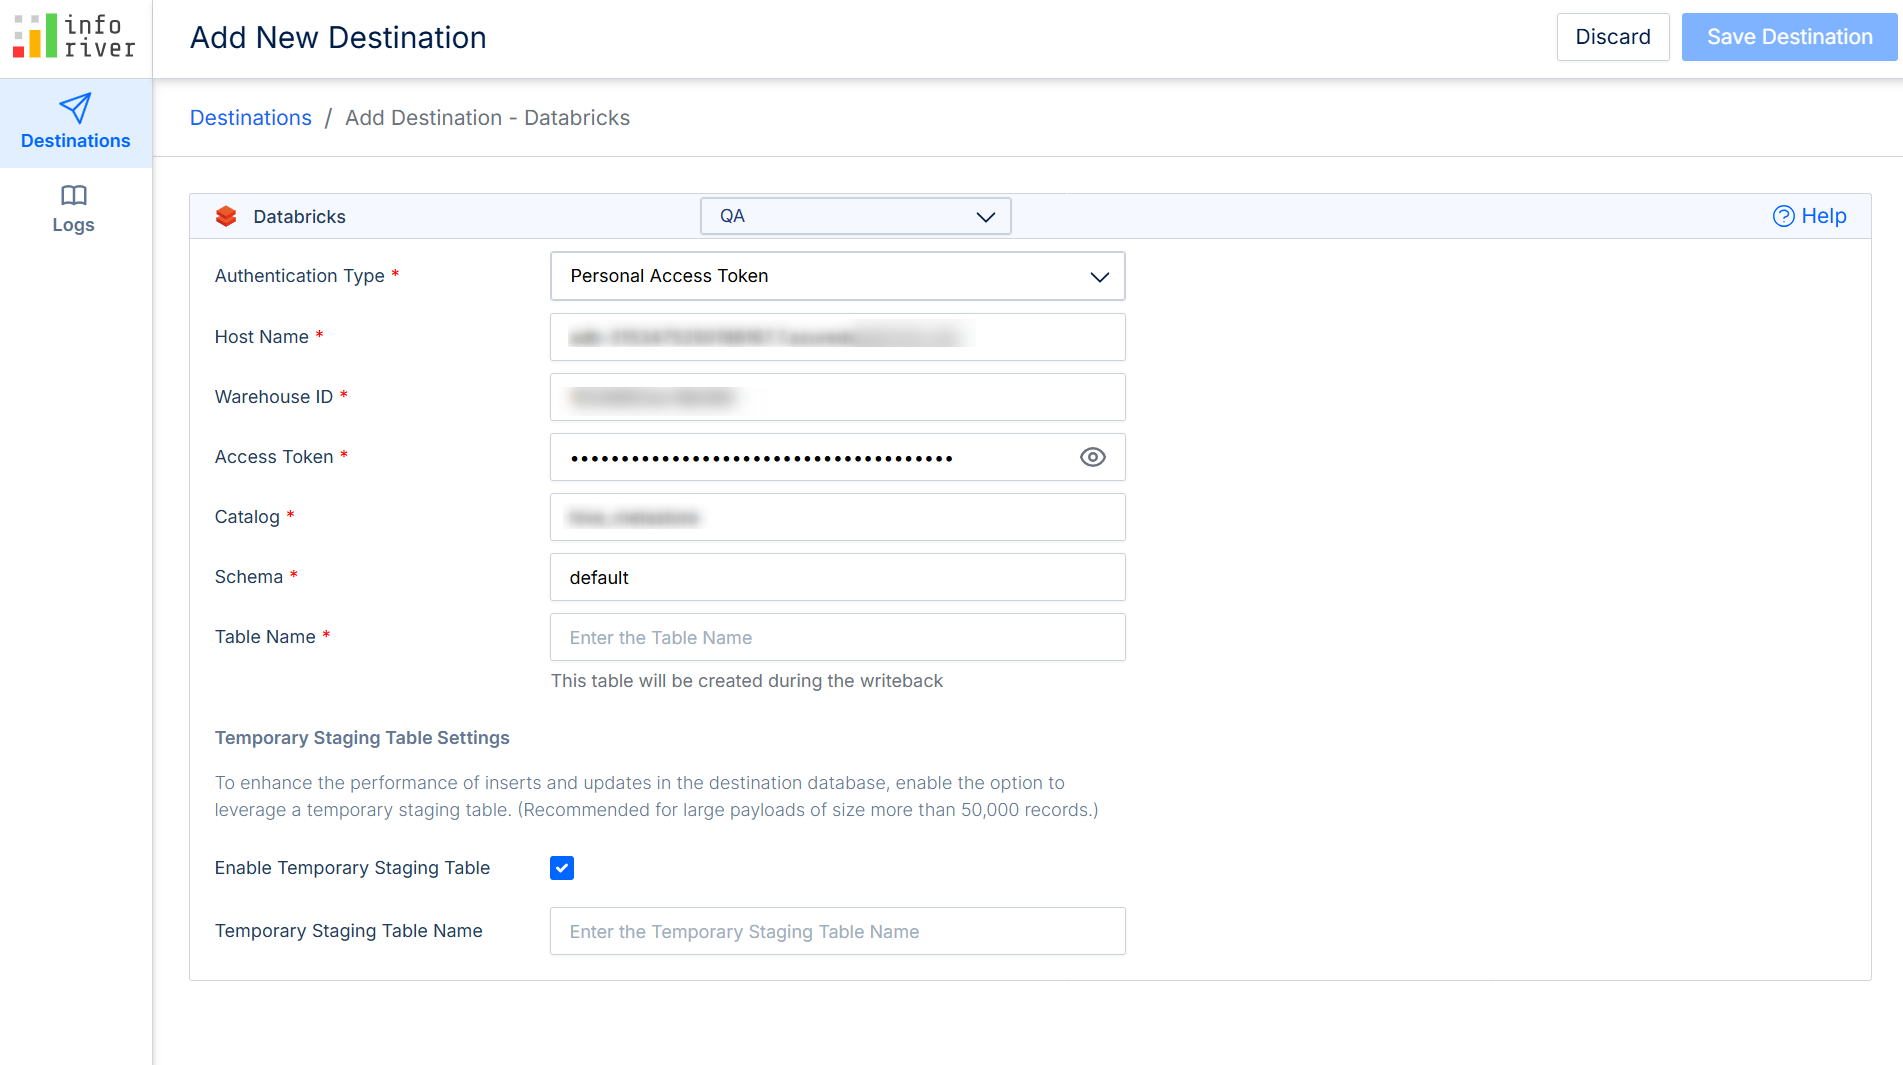 info
river
Add New Destination
Discard
Save Destination
Destinations
Logs
Destinations / Add Destination - Databricks
Databricks
QA
Help
Authentication Type *
Personal Access Token
Host Name *
Warehouse ID *
Access Token *
Catalog *
Schema *
default
Table Name *
Enter the Table Name
This table will be created during the writeback
Temporary Staging Table Settings
To enhance the performance of inserts and updates in the destination database, enable the option to
leverage a temporary staging table. (Recommended for large payloads of size more than 50,000 records.)
Enable Temporary Staging Table
Temporary Staging Table Name
Enter the Temporary Staging Table Name